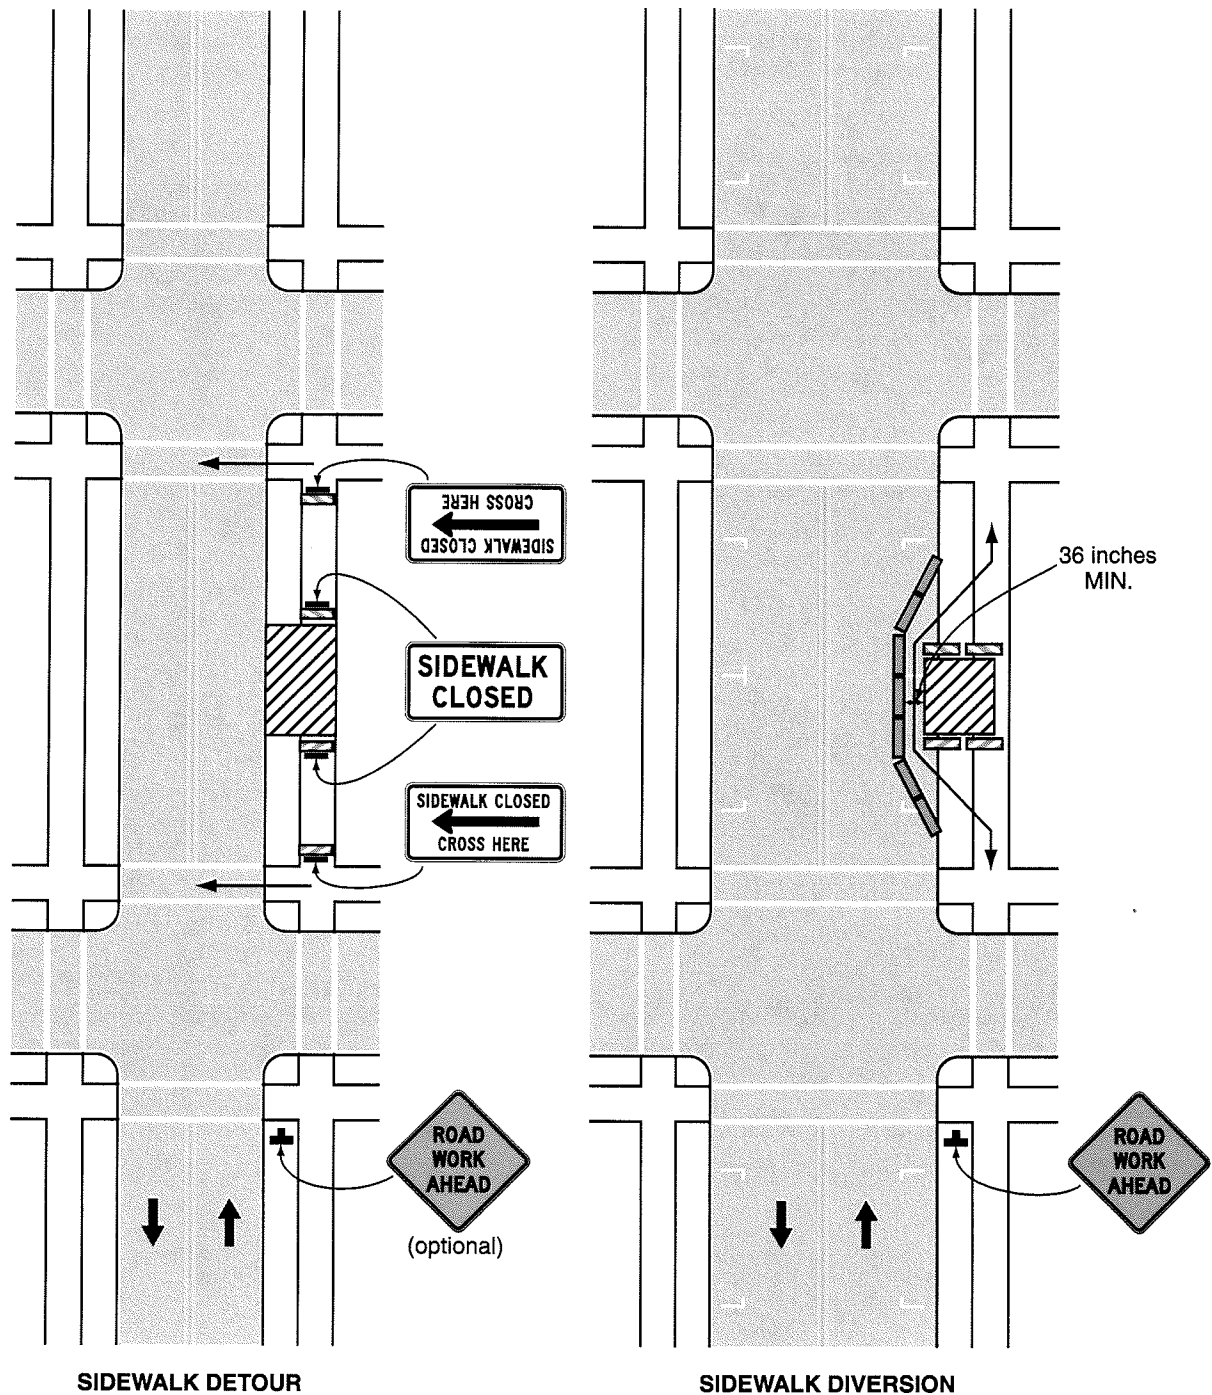 CROSS HERE
SIDEWALK CLOSED
SIDEWALK
CLOSED
SIDEWALK CLOSED
CROSS HERE
ROAD
WORK
AHEAD
(optional)
SIDEWALK DETOUR
36 inches
MIN.
ROAD
WORK
AHEAD
SIDEWALK DIVERSION